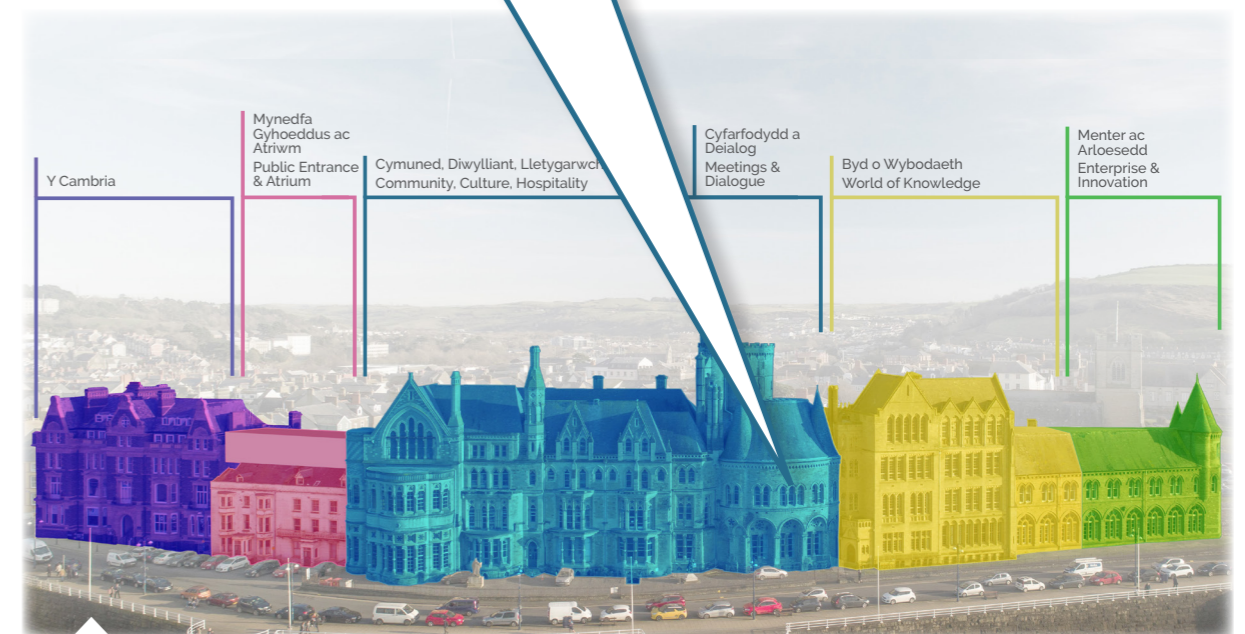 Y Cambria
Mynedfa
Gyhoeddus ac
Atriwm
Public Entrance
& Atrium
Cymuned, Diwylliant,
Community, Culture, Hospitality
Cyfarfodydd a
Deialog
Meetings &
Dialogue
Byd o Wybodaeth
World of Knowledge
Menter ac
Arloesedd
Enterprise &
Innovation